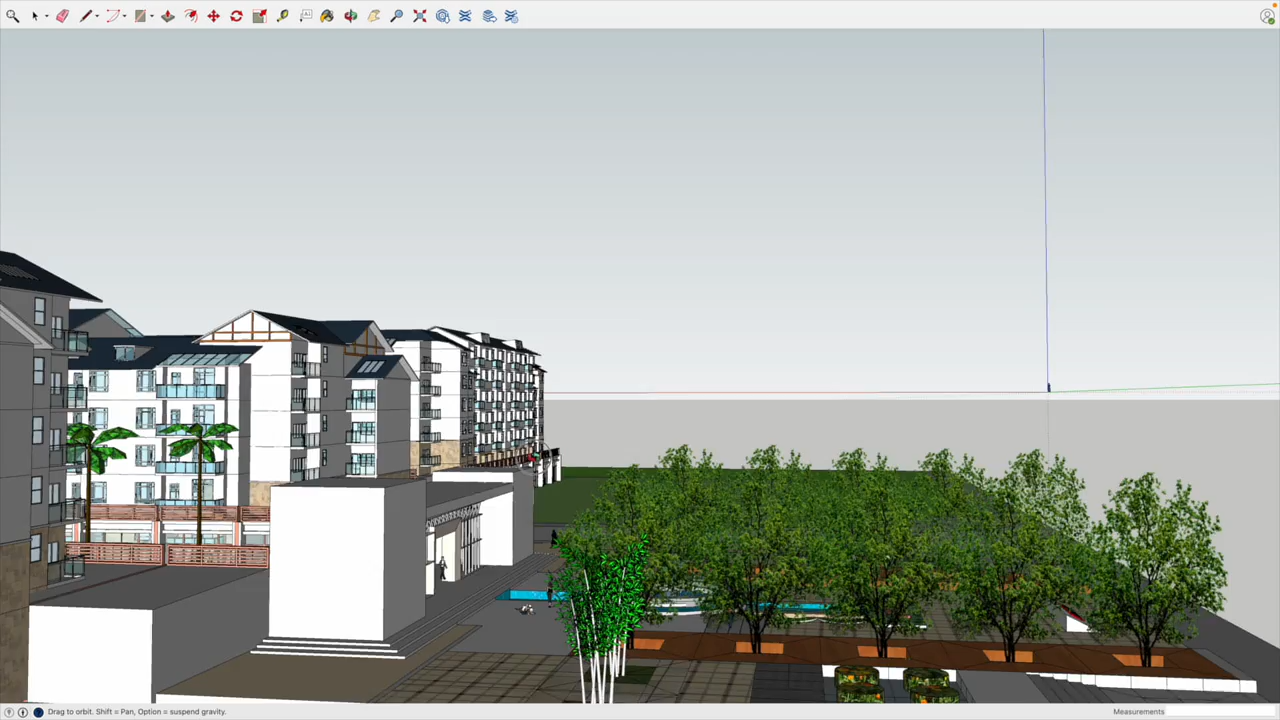 Drag to orbit. Shift = Pan, Option = suspend gravity.
Measurements